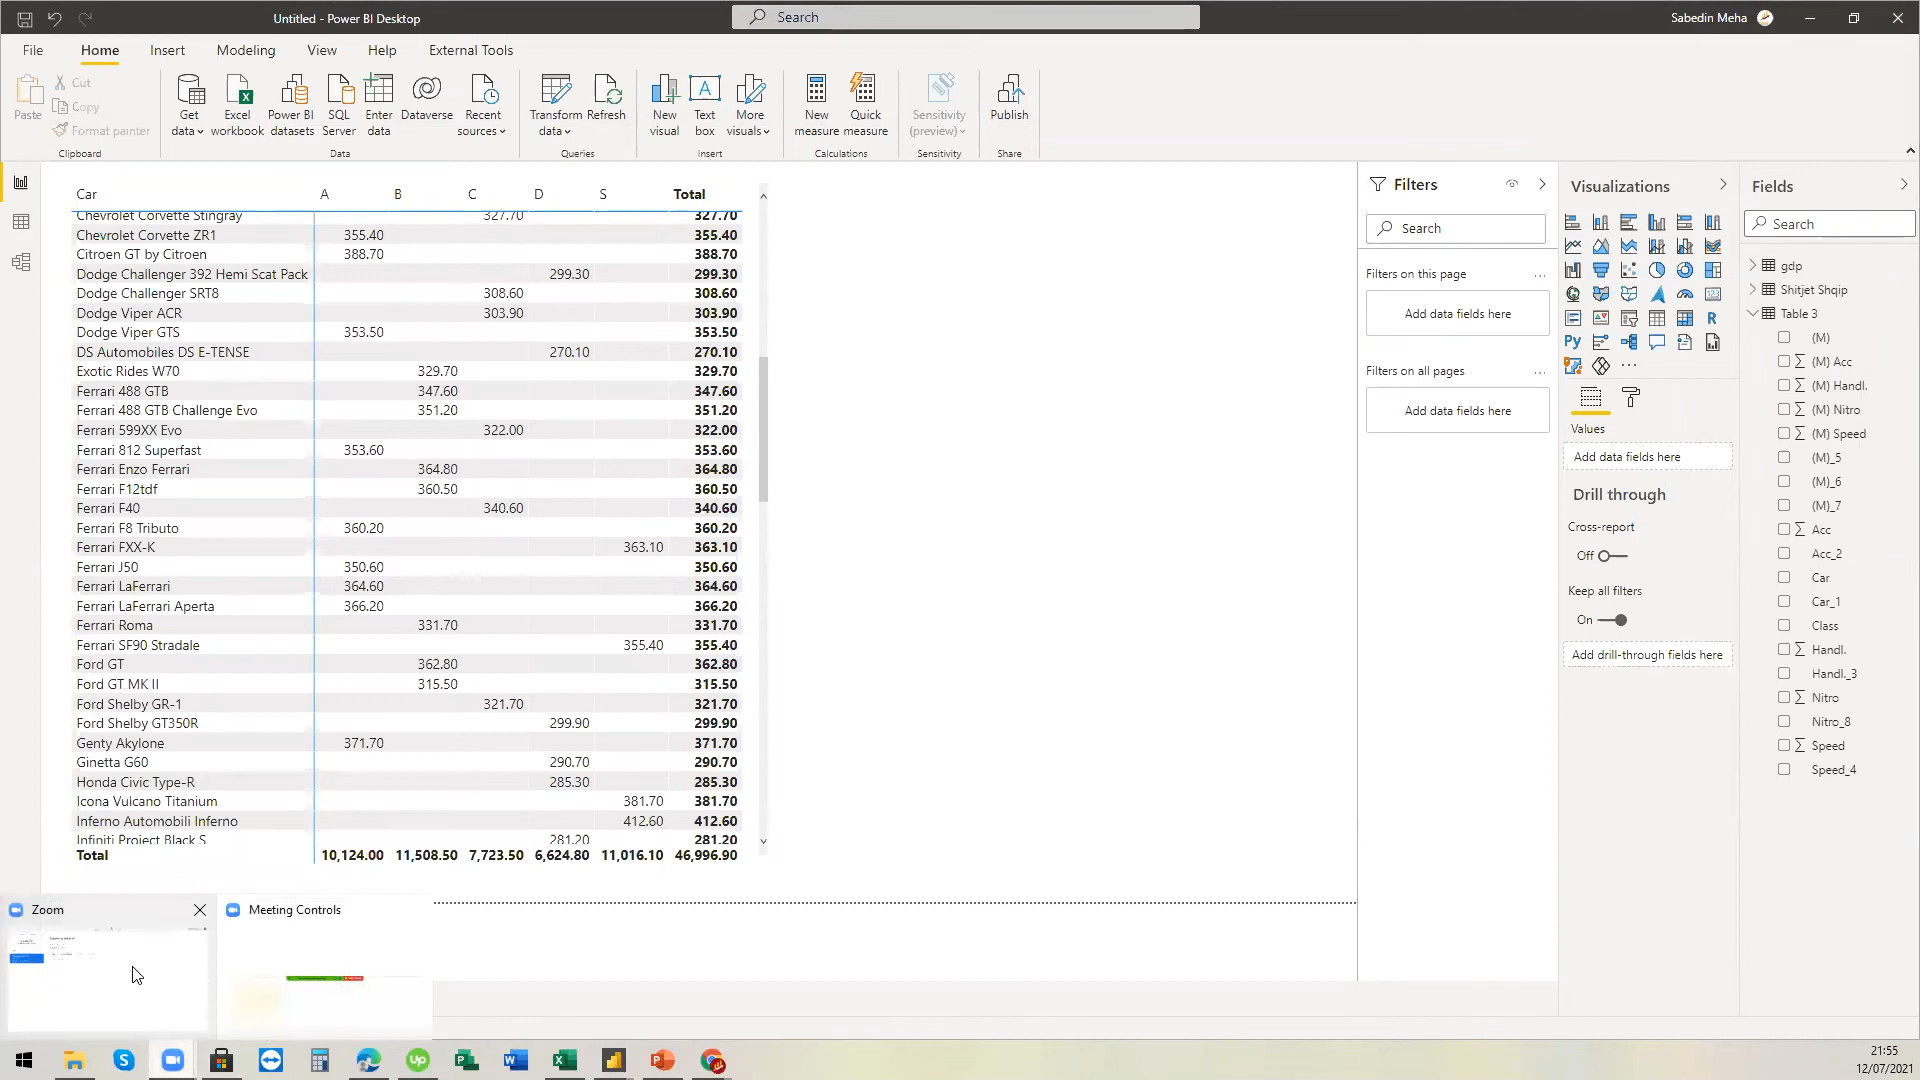 Untitled - Power BI Desktop
Search
Sabedin Meha
File
Home
Insert
Modeling
View
Help
External Tools
Paste
Cut
Copy
Format painter
Clipboard
Get data
Excel workbook
Power BI datasets
SQL Server
Enter data
Dataverse
Recent sources
Data
Transform data
Refresh
Queries
New visual
Text box
More visuals
Insert
New measure
Quick measure
Calculations
Sensitivity (preview)
Sensitivity
Publish
Share
Car A B C D S Total
Chevrolet Corvette Stingray 327.70 327.70
Chevrolet Corvette ZR1 355.40 355.40
Citroen GT by Citroen 388.70 388.70
Dodge Challenger 392 Hemi Scat Pack 299.30 299.30
Dodge Challenger SRT8 308.60 308.60
Dodge Viper ACR 303.90 303.90
Dodge Viper GTS 353.50 353.50
DS Automobiles DS E-TENSE 270.10 270.10
Exotic Rides W70 329.70 329.70
Ferrari 488 GTB 347.60 347.60
Ferrari 488 GTB Challenge Evo 351.20 351.20
Ferrari 599XX Evo 322.00 322.00
Ferrari 812 Superfast 353.60 353.60
Ferrari Enzo Ferrari 364.80 364.80
Ferrari F12tdf 360.50 360.50
Ferrari F40 340.60 340.60
Ferrari F8 Tributo 360.20 360.20
Ferrari FXX-K 363.10 363.10
Ferrari J50 350.60 350.60
Ferrari LaFerrari 364.60 364.60
Ferrari LaFerrari Aperta 366.20 366.20
Ferrari Roma 331.70 331.70
Ferrari SF90 Stradale 355.40 355.40
Ford GT 362.80 362.80
Ford GT MK II 315.50 315.50
Ford Shelby GR-1 321.70 321.70
Ford Shelby GT350R 299.90 299.90
Genty Akylone 371.70 371.70
Ginetta G60 290.70 290.70
Honda Civic Type-R 285.30 285.30
Icona Vulcano Titanium 381.70 381.70
Inferno Automobili Inferno 412.60 412.60
Infiniti Project Black S 281.20 281.20
Total 10,124.00 11,508.50 7,723.50 6,624.80 11,016.10 46,996.90
Filters
Search
Filters on this page ...
Add data fields here
Filters on all pages ...
Add data fields here
Visualizations
R
Py
Values
Add data fields here
Drill through
Cross-report
Off
Keep all filters
On
Add drill-through fields here
Fields
Search
gdp
Shitjet Shqip
Table 3
(M)
(M) Acc
(M) Handl.
(M) Nitro
(M) Speed
(M)_5
(M)_6
(M)_7
Acc
Acc_2
Car
Car_1
Class
Handl.
Handl._3
Nitro
Nitro_8
Speed
Speed_4
Zoom
Meeting Controls
21:55
12/07/2021